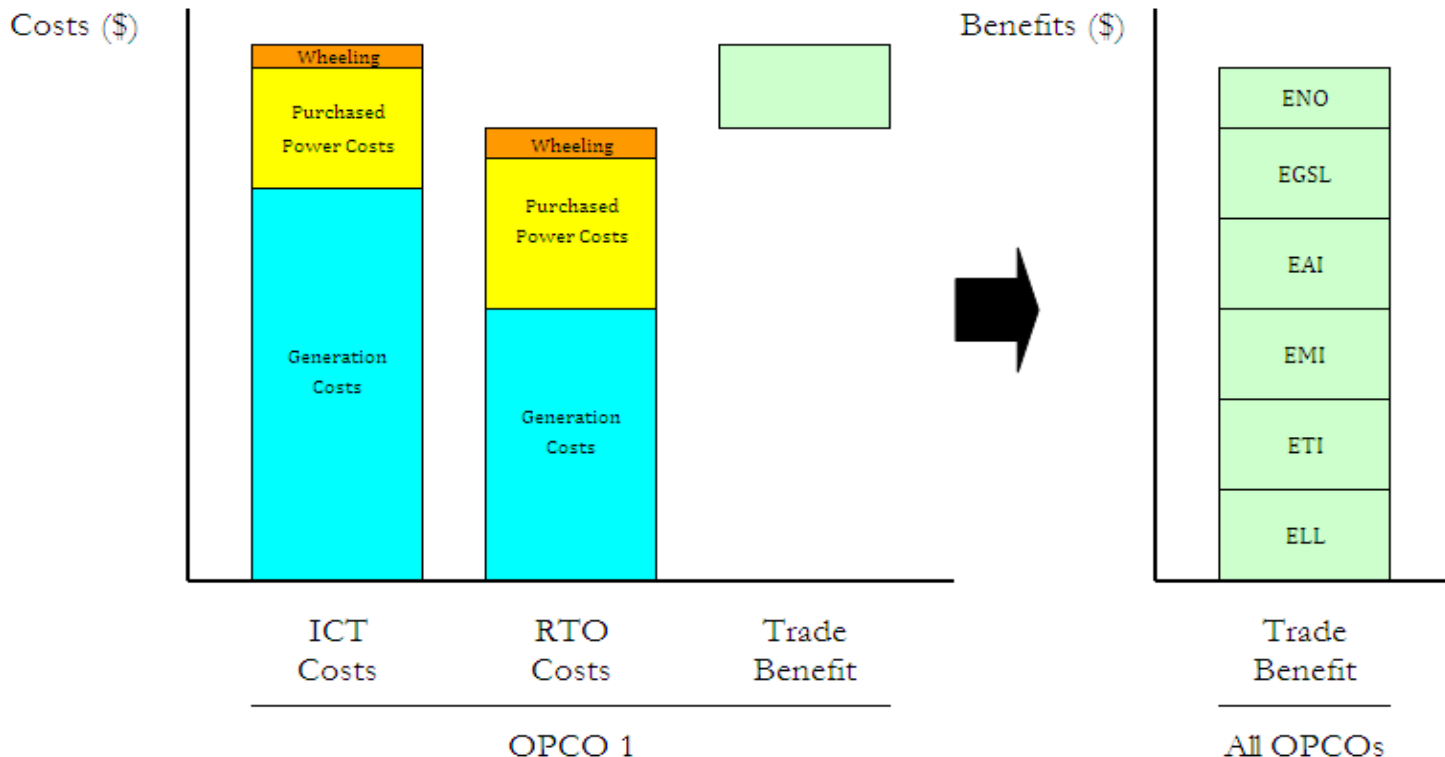 Costs ($)
Wheeling
Purchased
Power Costs
Generation
Costs
Wheeling
Purchased
Power Costs
Generation
Costs
ICT
Costs
RTO
Costs
Trade
Benefit
OPCO 1
Benefits ($)
ENO
EGSL
EAI
EMI
ETI
ELL
Trade
Benefit
All OPCOs